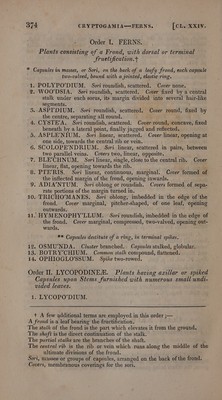 374 CRYPTOGAMIA—FERNS. [CL. XXIV.
Order I. FERNS.
Plants consisting of a Frond, with dorsal or terminal
fructification.†
* Capsules in masses, or Sori, on the back of a leafy frond, each capsule
two-valved, bound with a jointed, elastic ring.
1. POLYPODIUM. Sori roundish, scattered. Cover none.
2. WOODSIA. Sori roundish, scattered. Cover fixed by a central
stalk under each mass, its margin divided into several hair-like
segments.
3. ASPIDIUM. Sori roundish, scattered. Cover round, fixed by
the centre, separating all round.
4. CYSTEA. Sori roundish, scattered. Cover round, concave, fixed
beneath by a lateral point, finally jagged and reflected.
5. ASPLENIUM. Sori linear, scattered. Cover linear, opening at
one side, towards the central rib, or vein.
6. SCOLOPENDRIUM. Sori linear, scattered in pairs, between
two parallel veins. Covers two, linear, opposite.
7. BLECHNUM. Sori linear, single, close to the central rib. Cover
linear, flat, opening towards the rib.
8. PTERIS. Sori linear, continuous, marginal. Cover formed of
the inflected margin of the frond, opening inwards.
9. ADIANTUM. Sori oblong or roundish. Covers formed of sepa-
rate portions of the margin turned in.
10. TRICHOMANES. Sori oblong, imbedded in the edge of the
frond. Cover marginal, pitcher-shaped, of one leaf, opening
outwards.
11. HYMENOPHYLLUM. Sori roundish, imbedded in the edge of
the frond. Cover marginal, compressed, two-valved, opening out-
wards.
** Capsules destitute of a ring, in terminal spikes.
12. OSMUNDA. Cluster branched. Capsules stalked, globular.
13. BOTRYCHIUM. Common stalk compound, flattened.
14. OPHIOGLOSSUM. Spike two-rowed.
Order II. LYCOPODINEÆ. Plants having axillar or spiked
Capsules upon Stems furnished with numerous small undi-
vided leaves.
1. LYCOPODIUM.
† A few additional terms are employed in this order ;—
A frond is a leaf bearing the fructification.
The stalk of the frond is the part which elevates it from the ground.
The shaft is the direct continuation of the stalk.
The partial stalks are the branches of the shaft.
The central rib is the rib or vein which runs along the middle of the
ultimate divisions of the frond.
Sori, masses or groups of capsules, arranged on the back of the frond.
Covers, membranous coverings for the sori.